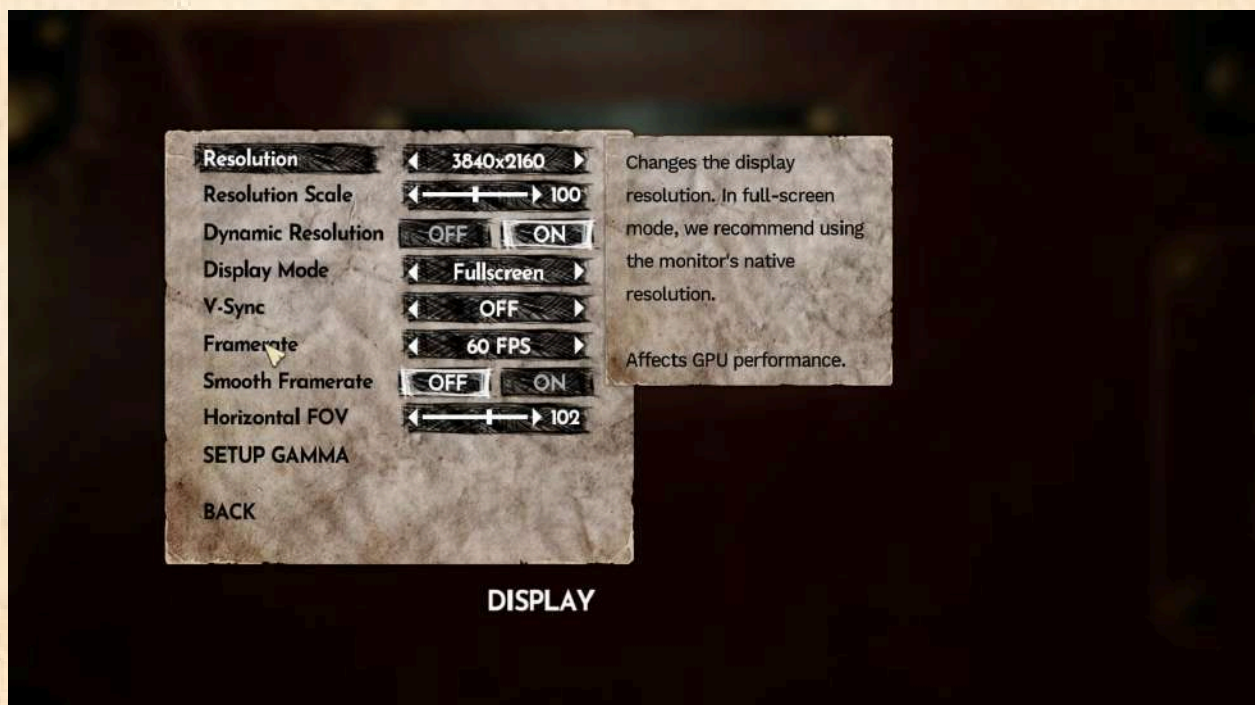 Resolution 3840x2160
Resolution Scale 100
Dynamic Resolution OFF ON
Display Mode Fullscreen
V-Sync OFF
Framerate 60 FPS
Smooth Framerate OFF ON
Horizontal FOV 102
SETUP GAMMA
BACK
Changes the display
resolution. In full-screen
mode, we recommend using
the monitor's native
resolution.
Affects GPU performance.
DISPLAY